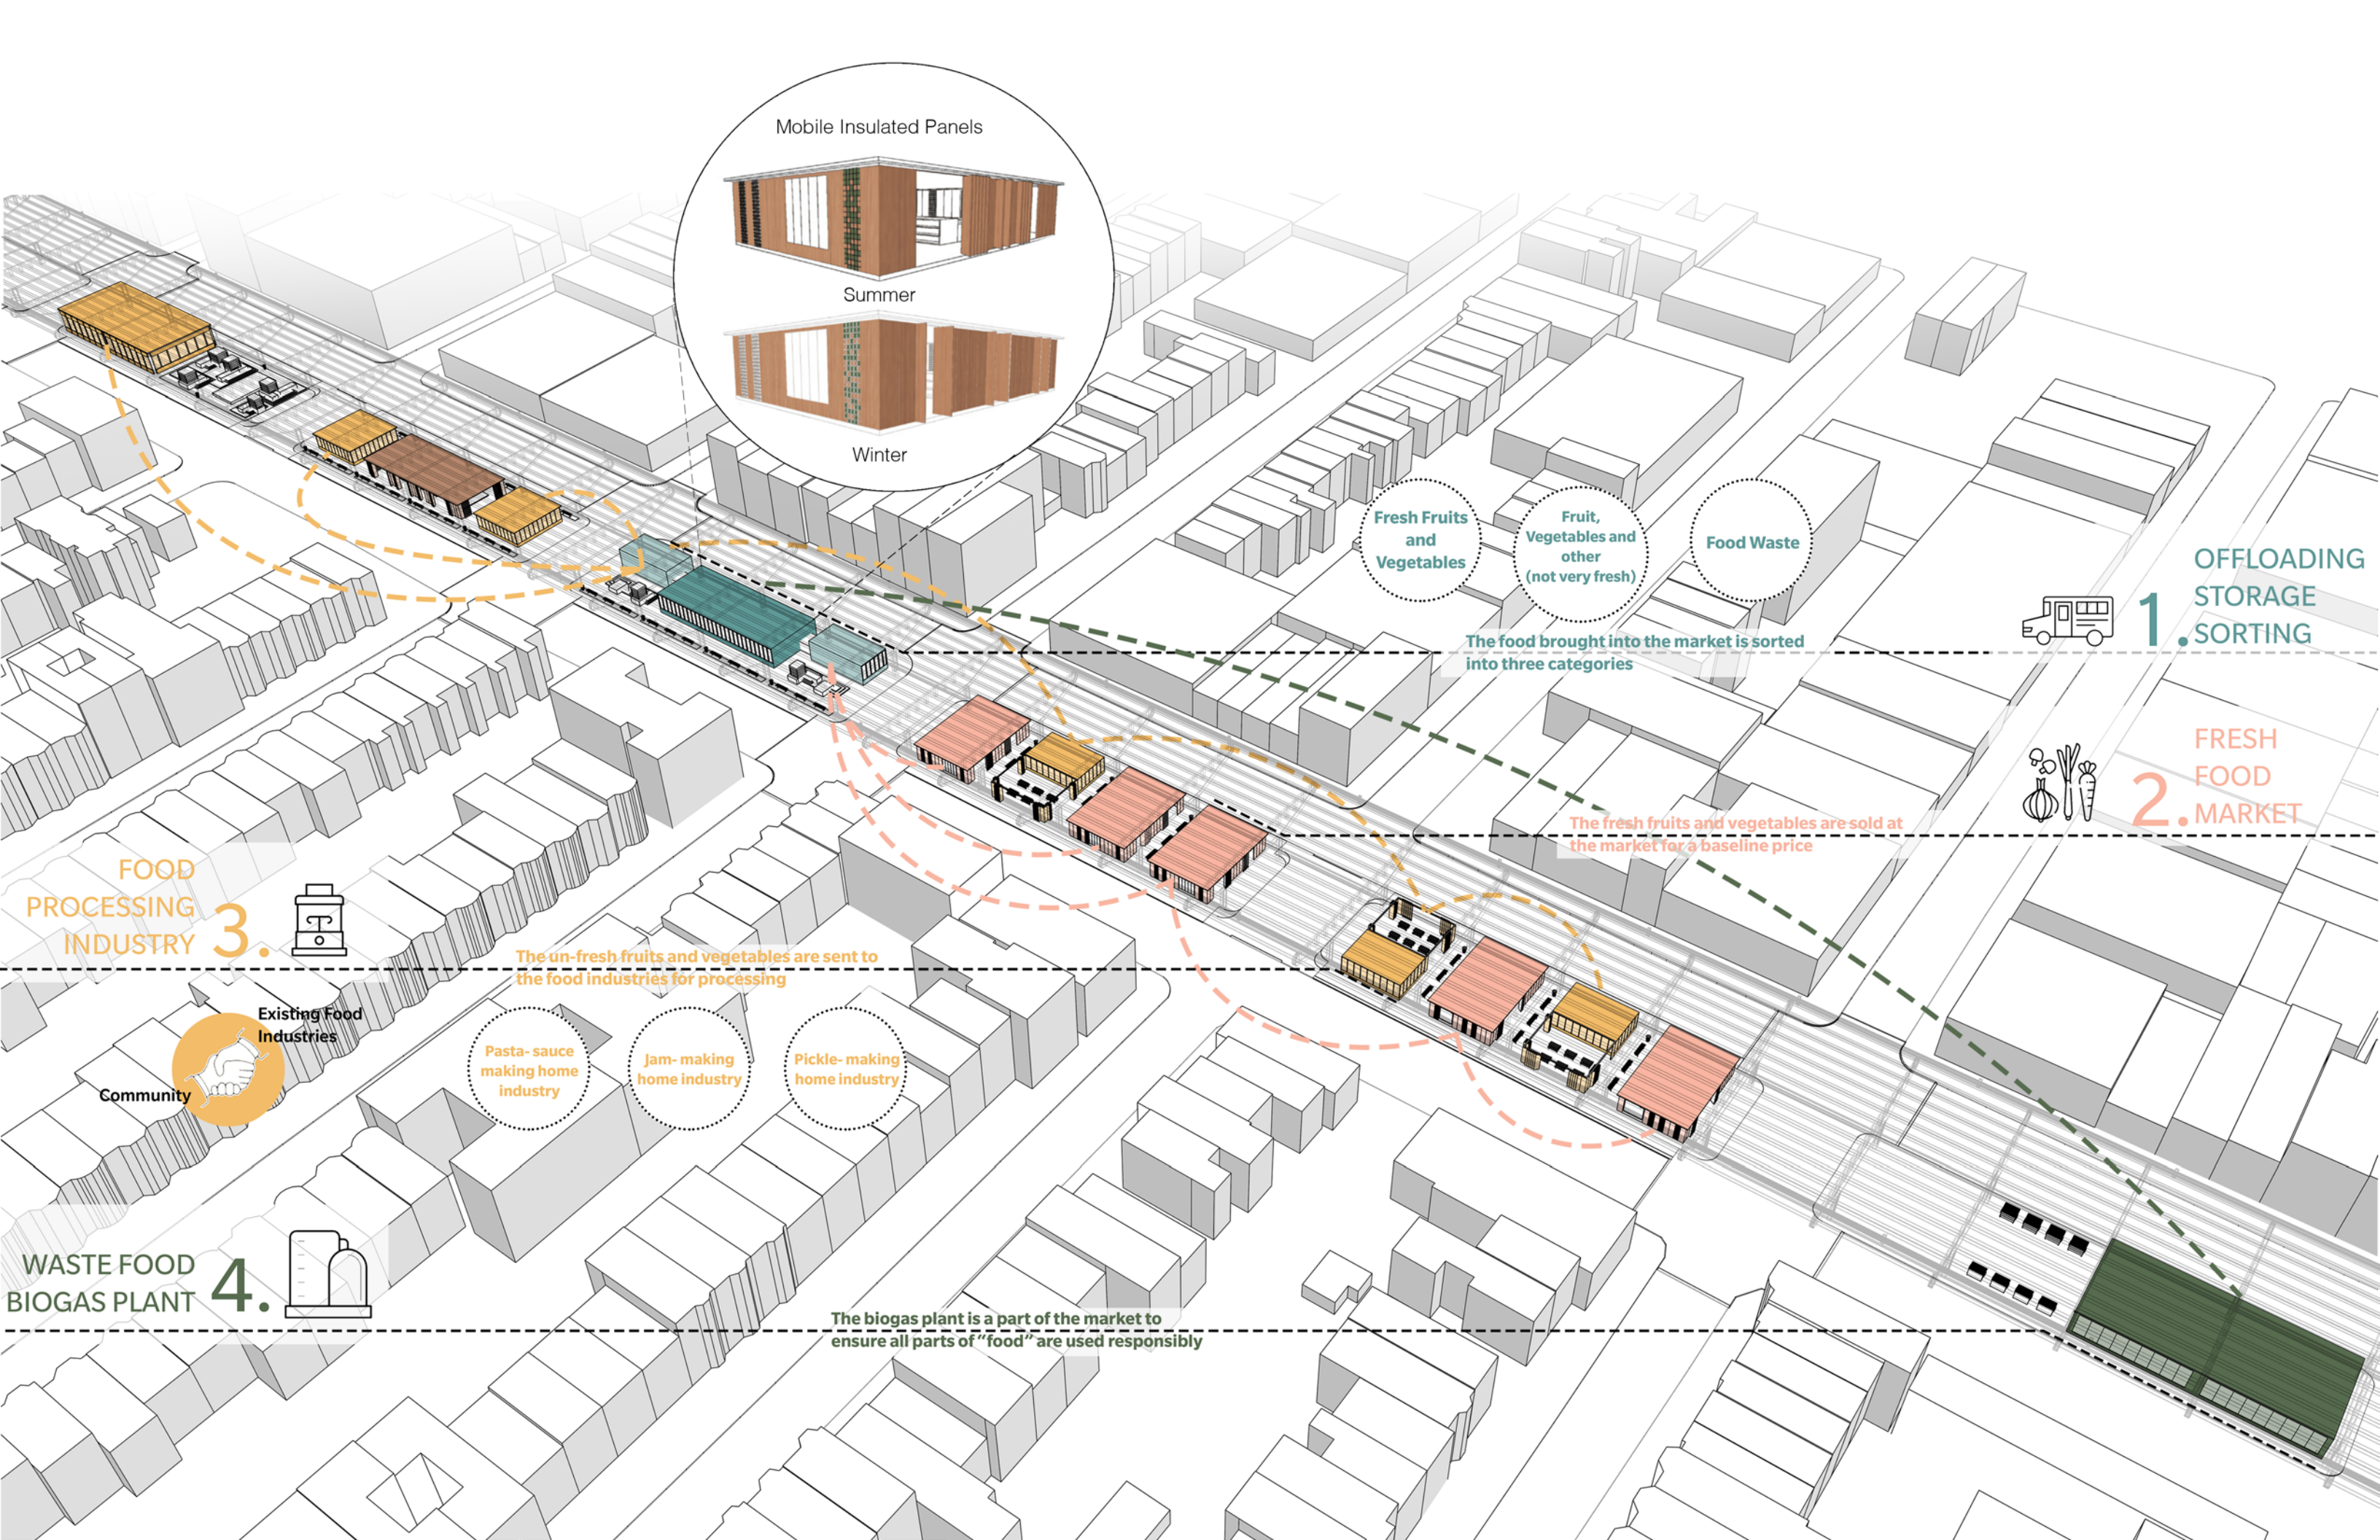 Mobile Insulated Panels
Summer
Winter
Fresh Fruits
and
Vegetables
Fruit,
Vegetables and
other
(not very fresh)
Food Waste
The food brought into the market is sorted
into three categories
1.
OFFLOADING
STORAGE
SORTING
2.
FRESH
FOOD
MARKET
The fresh fruits and vegetables are sold at
the market for a baseline price
FOOD
PROCESSING
INDUSTRY
3.
The un-fresh fruits and vegetables are sent to
the food industries for processing
Existing Food
Industries
Community
Pasta- sauce
making home
industry
Jam- making
home industry
Pickle- making
home industry
WASTE FOOD
BIOGAS PLANT
4.
The biogas plant is a part of the market to
ensure all parts of “food” are used responsibly